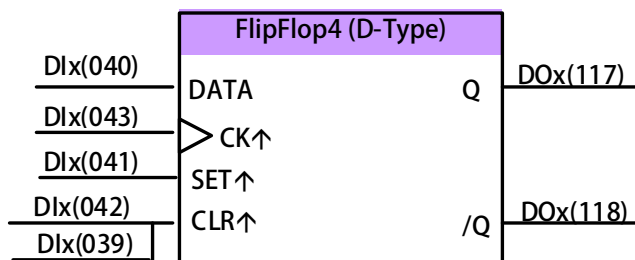 FlipFlop4 (D-Type)
DIx(040)
DATA
Q
DOx(117)
DIx(043)
CK↑
DIx(041)
SET↑
DIx(042)
CLR↑
/Q
DOx(118)
DIx(039)